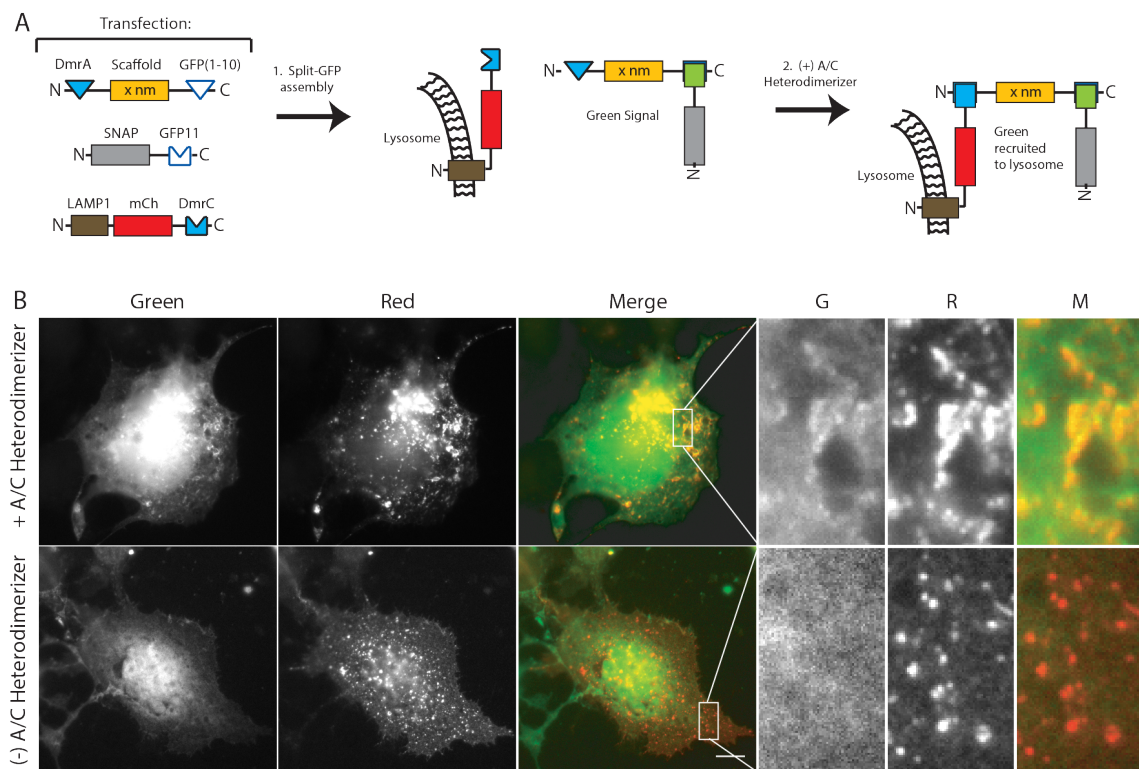 A
Transfection:
DmrA Scaffold GFP(1-10)
N x nm C
SNAP GFP11
N C
LAMP1 mCh DmrC
N C
1. Split-GFP
assembly
Lysosome
N
N x nm C
Green Signal
N
2. (+) A/C
Heterodimerizer
N x nm C
Green
recruited
to lysosome
Lysosome
N
N
B
Green Red Merge G R M
+ A/C Heterodimerizer
(-) A/C Heterodimerizer